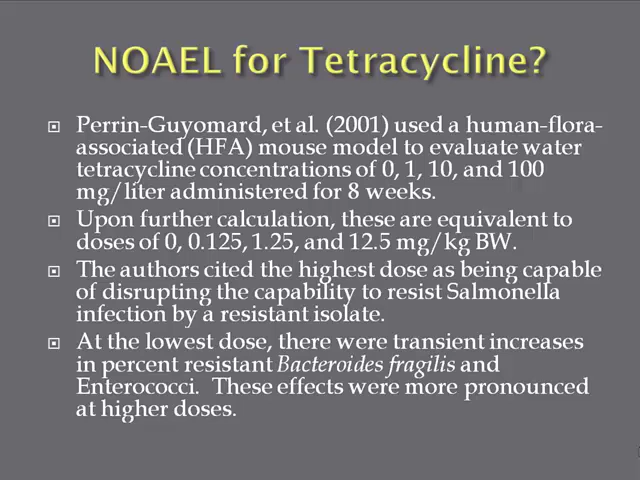 NOAEL for Tetracycline?
Perrin-Guyomard, et al. (2001) used a human-flora-
associated (HFA) mouse model to evaluate water
tetracycline concentrations of 0, 1, 10, and 100
mg/liter administered for 8 weeks.
Upon further calculation, these are equivalent to
doses of 0, 0.125, 1.25, and 12.5 mg/kg BW.
The authors cited the highest dose as being capable
of disrupting the capability to resist Salmonella
infection by a resistant isolate.
At the lowest dose, there were transient increases
in percent resistant Bacteroides fragilis and
Enterococci. These effects were more pronounced
at higher doses.